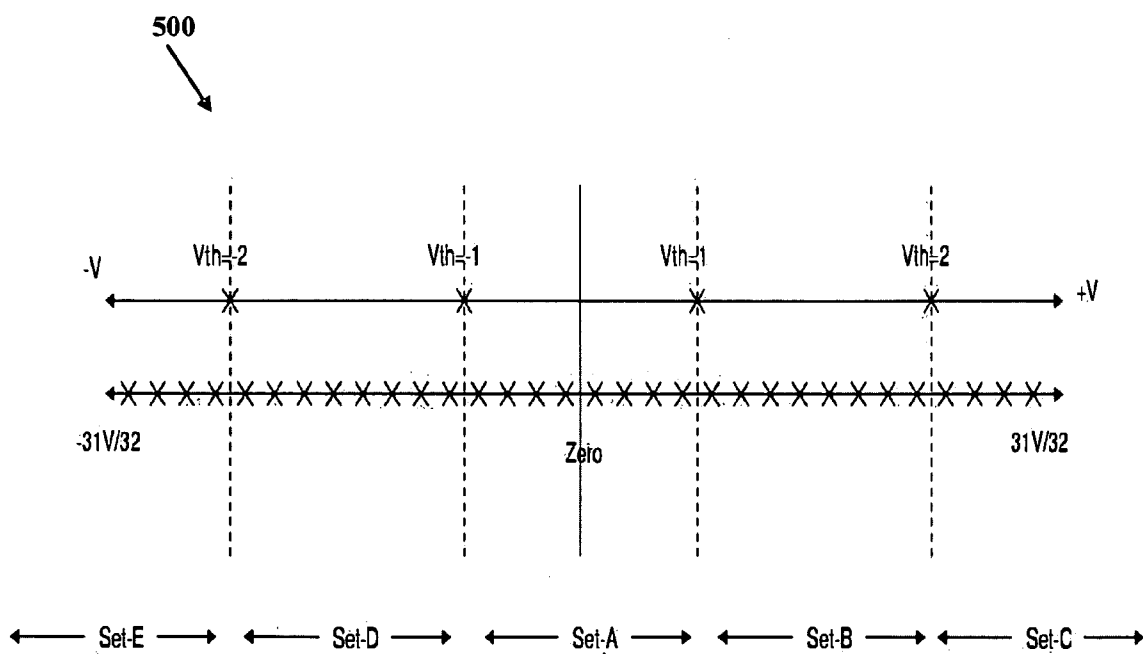 500
Vth=-2 Vth=-1 Vth=1 Vth=2
-V +V
-31V/32 Zero 31V/32
Set-E Set-D Set-A Set-B Set-C